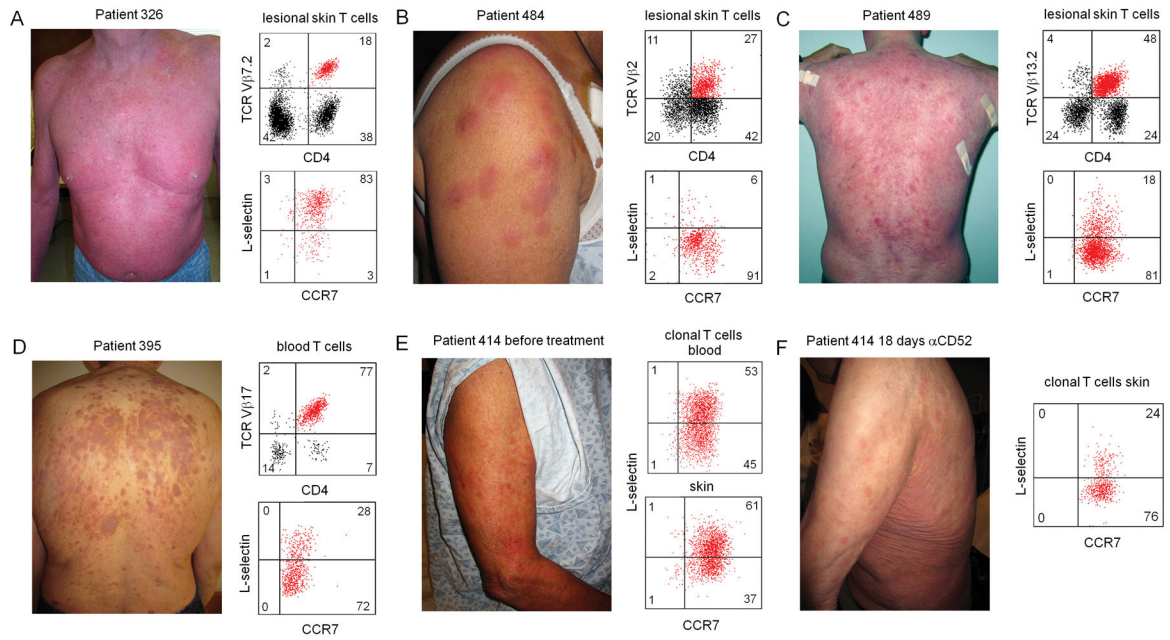 A
Patient 326
lesional skin T cells
TCR Vβ7.2
2
18
42
38
CD4
L-selectin
3
83
1
3
CCR7
B
Patient 484
lesional skin T cells
TCR Vβ2
11
27
20
42
CD4
L-selectin
1
6
2
91
CCR7
C
Patient 489
lesional skin T cells
TCR Vβ13.2
4
48
24
24
CD4
L-selectin
0
18
1
81
CCR7
D
Patient 395
blood T cells
TCR Vβ17
2
77
14
7
CD4
L-selectin
0
28
0
72
CCR7
E
Patient 414 before treatment
clonal T cells
blood
1
53
1
45
L-selectin
skin
1
61
1
37
CCR7
F
Patient 414 18 days αCD52
clonal T cells skin
L-selectin
0
24
0
76
CCR7